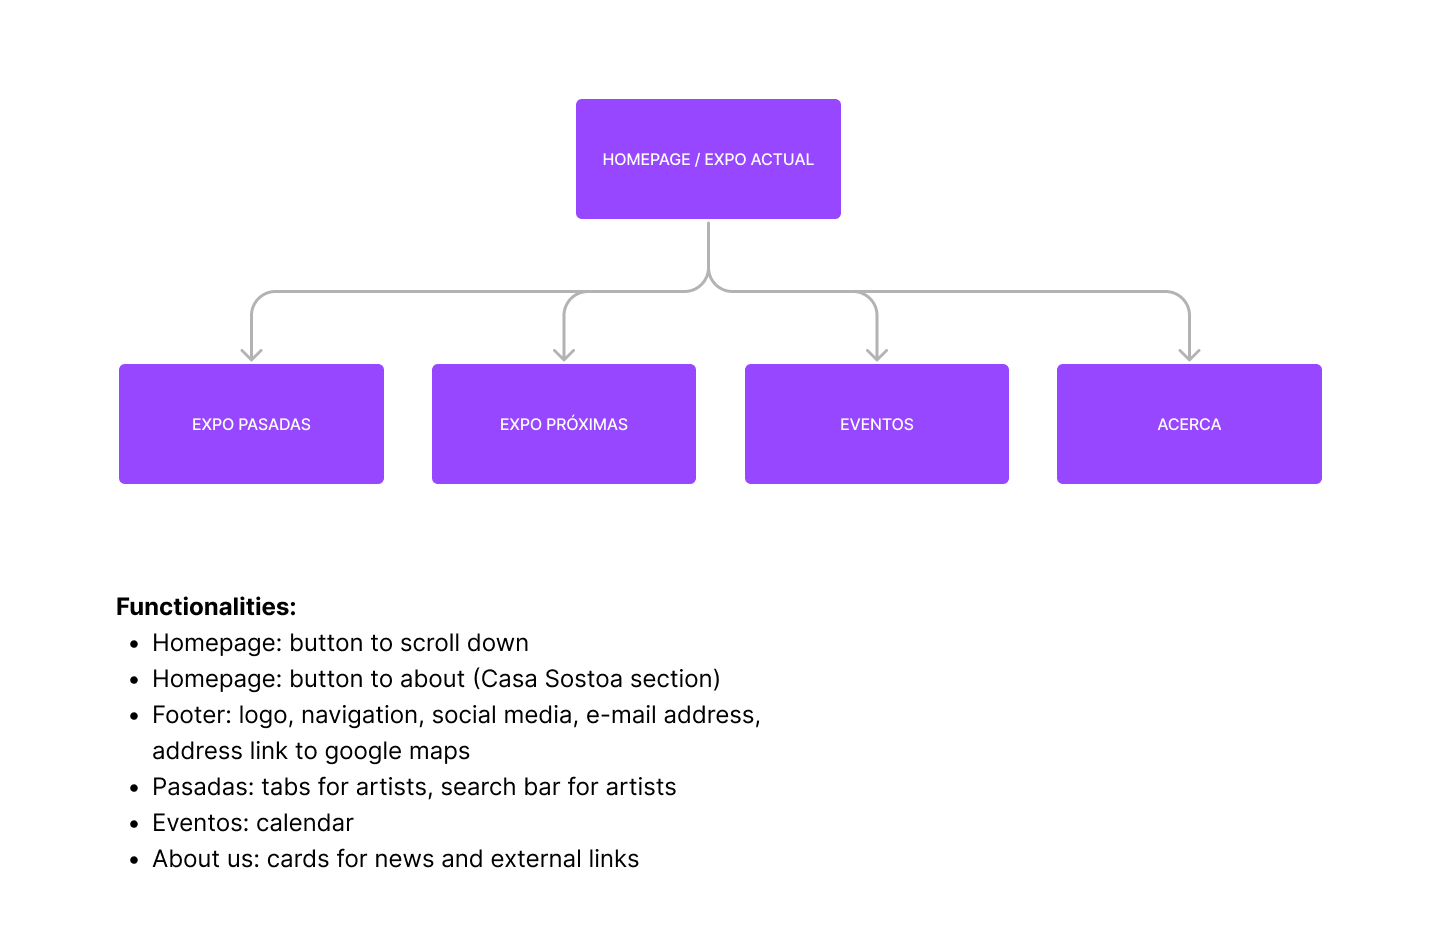 HOMEPAGE / EXPO ACTUAL
EXPO PASADAS
EXPO PRÓXIMAS
EVENTOS
ACERCA
Functionalities:
• Homepage: button to scroll down
• Homepage: button to about (Casa Sostoa section)
• Footer: logo, navigation, social media, e-mail address,
address link to google maps
• Pasadas: tabs for artists, search bar for artists
• Eventos: calendar
• About us: cards for news and external links